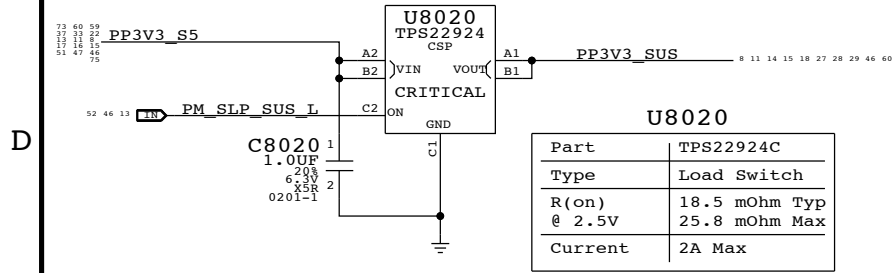 73 60 59
37 33 22
13 11 8
17 16 15
51 47 46
75
PP3V3_S5
U8020
TPS22924
CSP
A2
B2
VIN
VOUT
A1
B1
PP3V3_SUS
8 11 14 15 18 27 28 29 46 60
CRITICAL
52 46 13
IN
PM_SLP_SUS_L
C2
ON
GND
C1
D
C8020
1
1.0UF
20%
6.3V
X5R
2
0201-1
U8020
Part TPS22924C
Type Load Switch
R(on) 18.5 mOhm Typ
@ 2.5V 25.8 mOhm Max
Current 2A Max